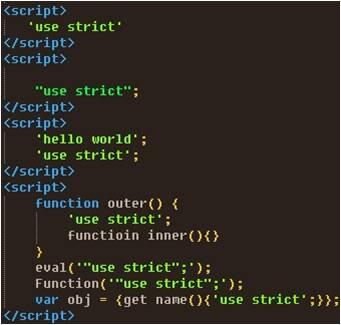 <script>
'use strict'
</script>
<script>
"use strict";
</script>
<script>
'hello world';
'use strict';
</script>
<script>
function outer() {
'use strict';
functioin inner(){}
}
eval('"use strict";');
Function('"use strict";');
var obj = {get name(){'use strict';}};
</script>